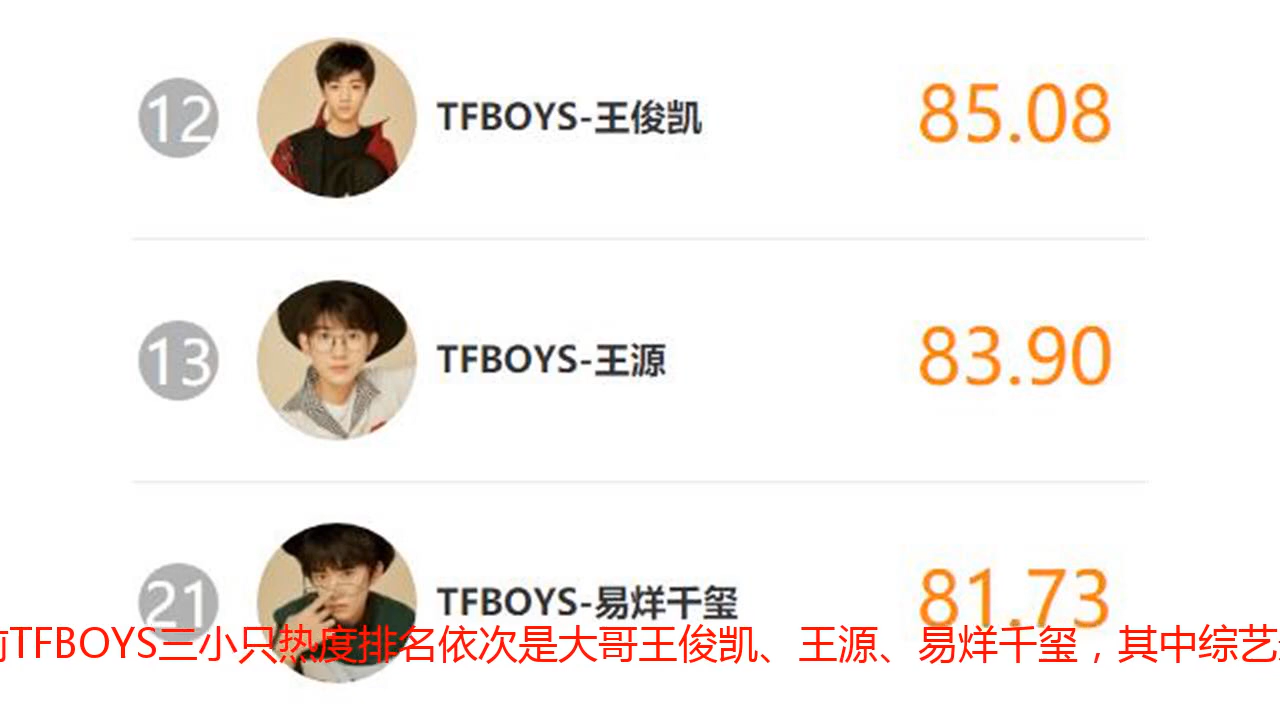 12 TFBOYS-王俊凯 85.08
13 TFBOYS-王源 83.90
21 TFBOYS-易烊千玺 81.73
TFBOYS三小只热度排名依次是大哥王俊凯、王源、易烊千玺，其中综艺